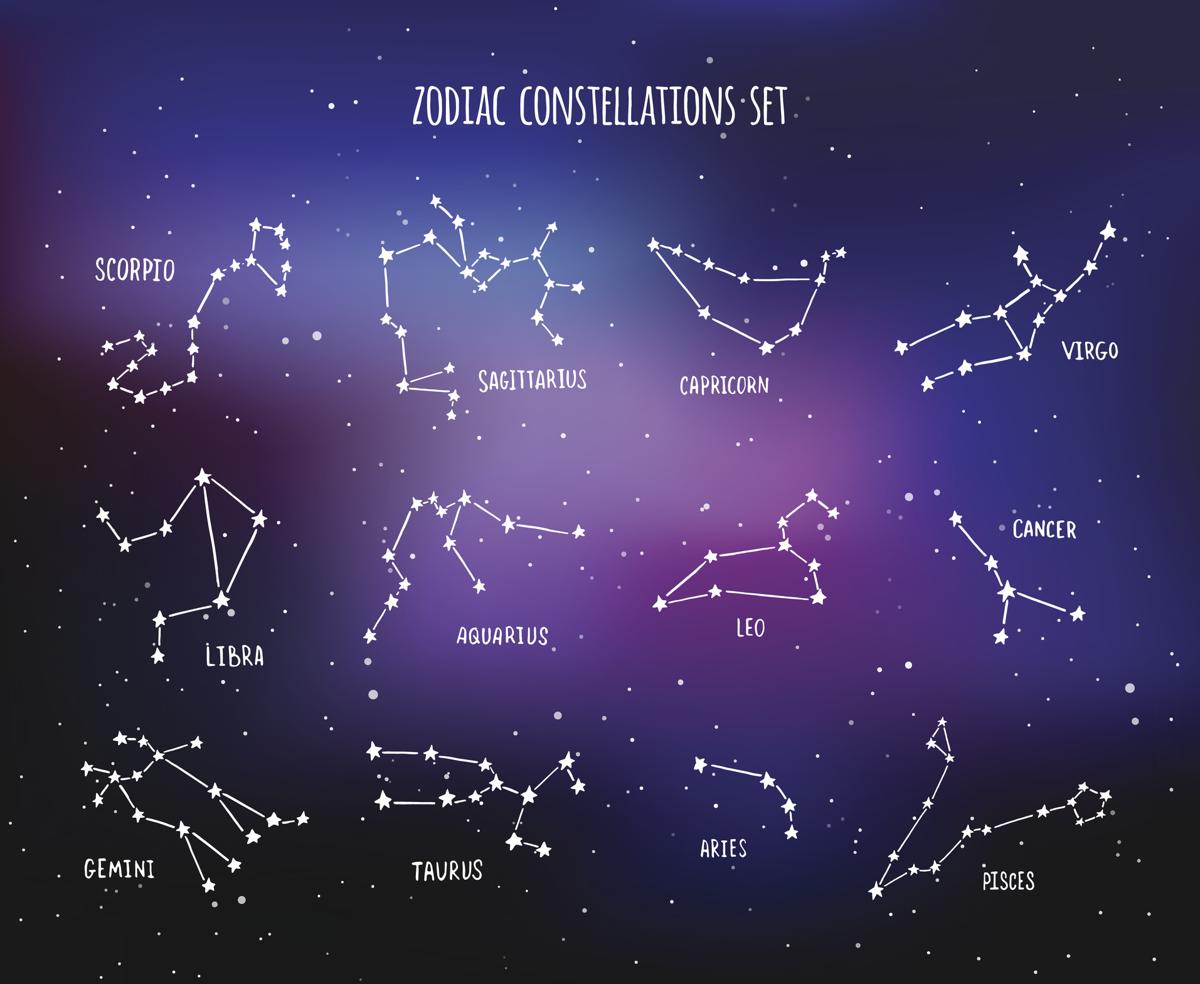 ZODIAC CONSTELLATIONS SET
SCORPIO
SAGITTARIUS
CAPRICORN
VIRGO
LIBRA
AQUARIUS
LEO
CANCER
GEMINI
TAURUS
ARIES
PISCES